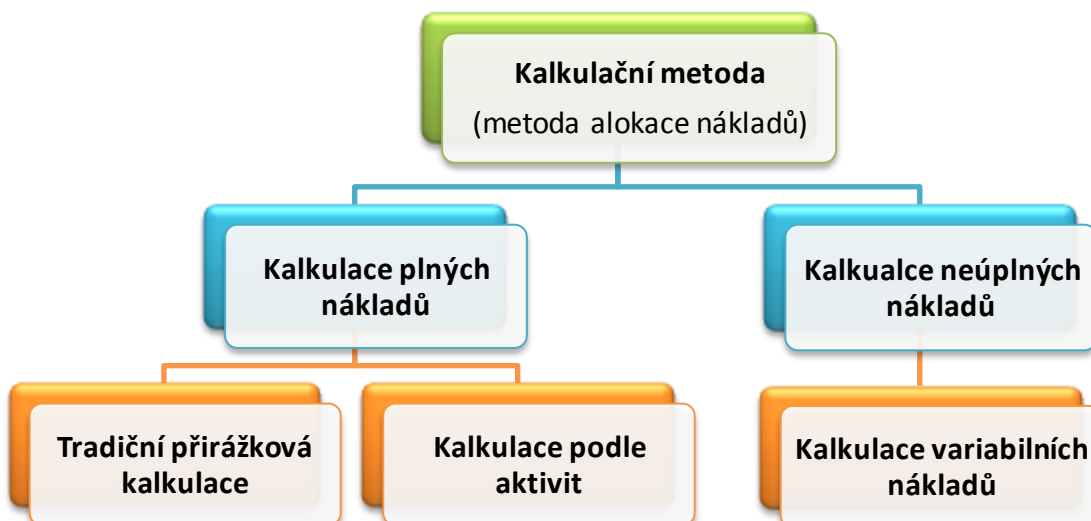 Kalkulační metoda
(metoda alokace nákladů)
Kalkulace plných
nákladů
Kalkualce neúplných
nákladů
Tradiční přirážková
kalkulace
Kalkulace podle
aktivit
Kalkulace variabilních
nákladů